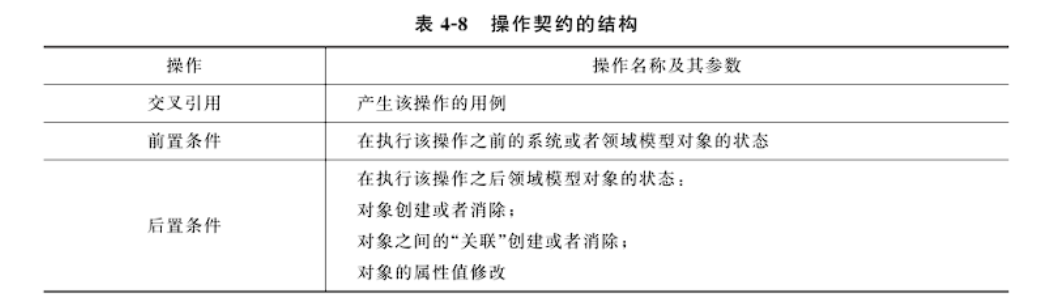 表 4-8 操作契约的结构
操作 操作名称及其参数
交叉引用 产生该操作的用例
前置条件 在执行该操作之前的系统或者领域模型对象的状态
后置条件 在执行该操作之后领域模型对象的状态：
对象创建或者消除；
对象之间的“关联”创建或者消除；
对象的属性值修改